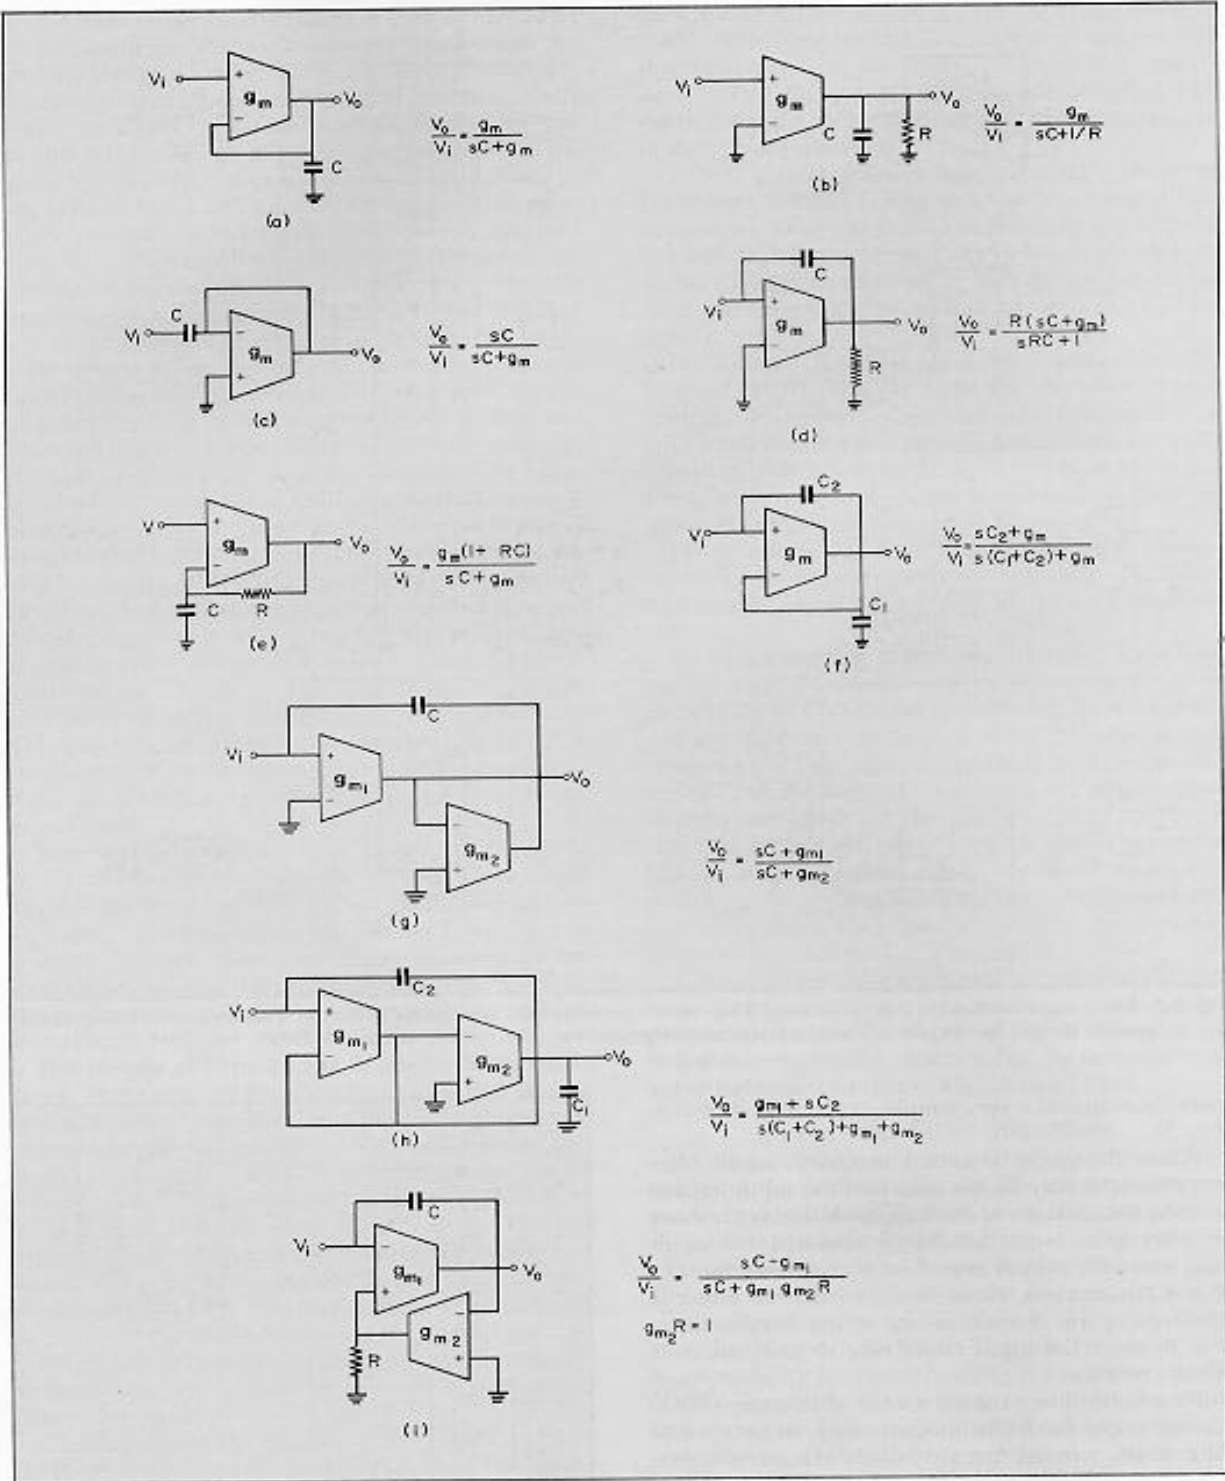 Vi
+
gm
−
Vo
C
Vo/Vi = gm/(sC+gm)
(a)
Vi
+
gm
−
C
R
Vo
Vo/Vi = gm/(sC+1/R)
(b)
C
Vi
−
gm
+
Vo
Vo/Vi = sC/(sC+gm)
(c)
C
Vi
+
gm
−
Vo
R
Vo/Vi = R(sC+gm)/(sRC+1)
(d)
V
+
gm
−
Vo
C
R
Vo/Vi = gm(1+ RC)/(sC+gm)
(e)
C2
Vi
+
gm
−
Vo
C1
Vo/Vi = (sC2+gm)/(s(C1+C2)+gm)
(f)
C
Vi
+
gm1
−
Vo
−
gm2
+
Vo/Vi = (sC+gm1)/(sC+gm2)
(g)
C2
Vi
+
gm1
−
−
gm2
+
Vo
C1
Vo/Vi = (gm1+sC2)/(s(C1+C2)+gm1+gm2)
(h)
C
Vi
−
gm1
+
Vo
−
gm2
+
R
Vo/Vi = (sC-gm1)/(sC+gm1 gm2R)
gm2R = 1
(i)